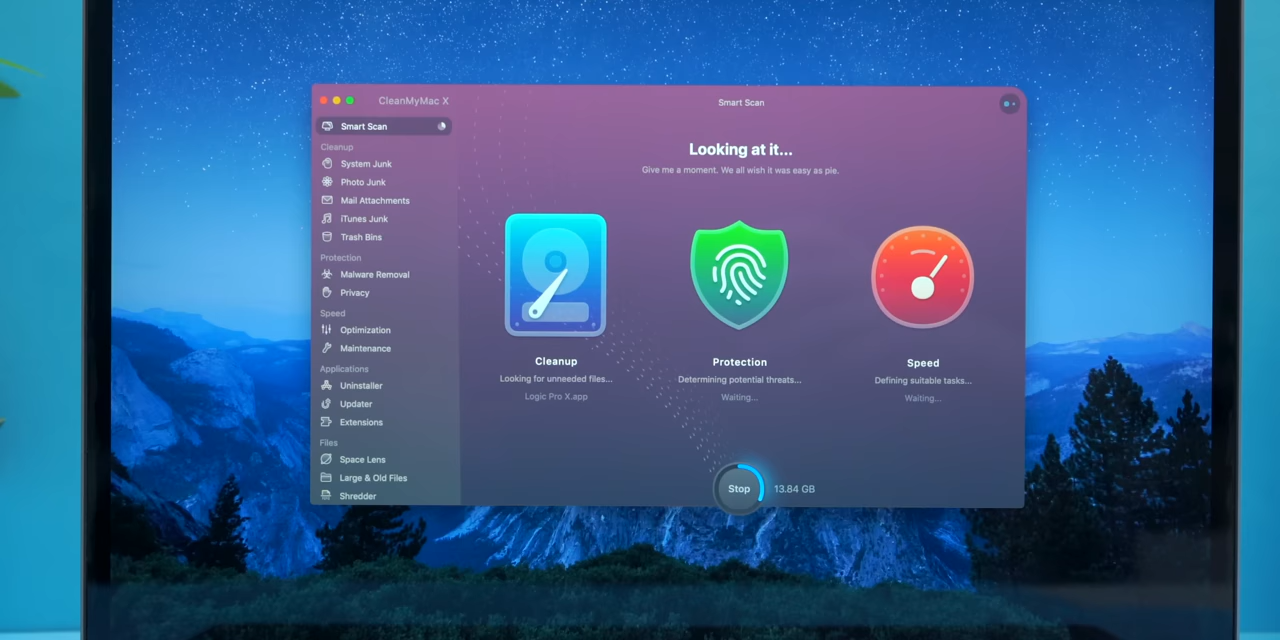 CleanMyMac X
Smart Scan
Smart Scan
Cleanup
System Junk
Photo Junk
Mail Attachments
iTunes Junk
Trash Bins
Protection
Malware Removal
Privacy
Speed
Optimization
Maintenance
Applications
Uninstaller
Updater
Extensions
Files
Space Lens
Large & Old Files
Shredder
Looking at it...
Give me a moment. We all wish it was easy as pie.
Cleanup
Looking for unneeded files...
Logic Pro X.app
Protection
Determining potential threats...
Waiting...
Speed
Defining suitable tasks...
Waiting...
Stop
13.84 GB